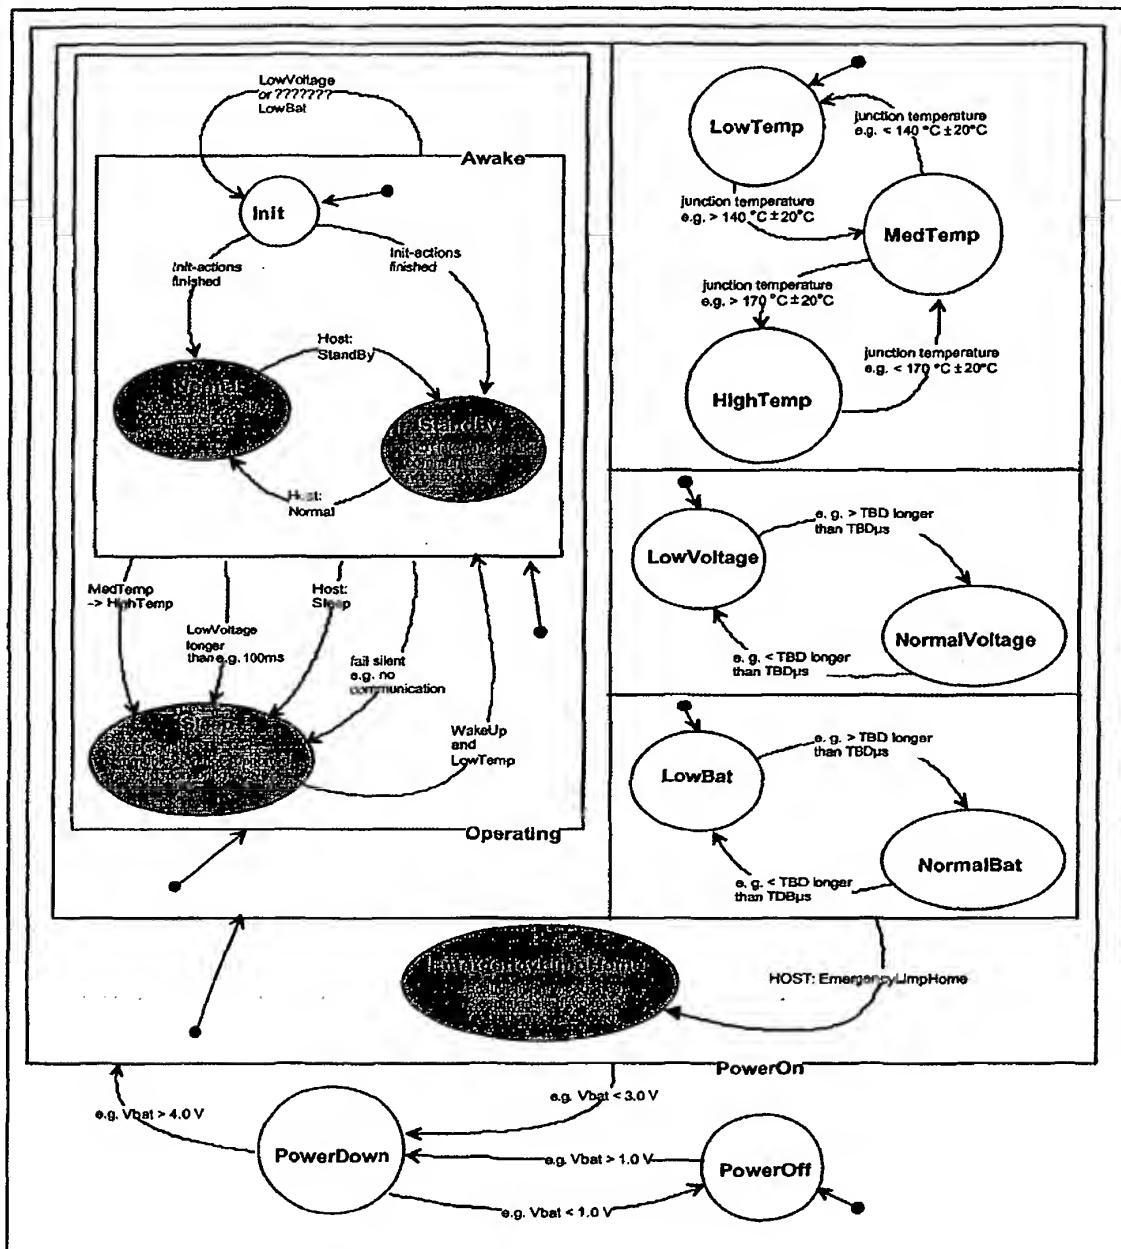 LowVoltage
or ???????
LowBat
Awake
Init
Init-actions
finished
Init-actions
finished
Host:
StandBy
Normal
StandBy
Host:
Normal
MedTemp
-> HighTemp
LowVoltage
longer
than e.g. 100ms
Host:
Sleep
fail silent
e.g. no
communication
WakeUp
and
LowTemp
Operating
LowTemp
junction temperature
e.g. < 140 °C ± 20°C
junction temperature
e.g. > 140 °C ± 20°C
MedTemp
junction temperature
e.g. > 170 °C ± 20°C
junction temperature
e.g. < 170 °C ± 20°C
HighTemp
LowVoltage
e. g. > TBD longer
than TBDµs
NormalVoltage
e. g. < TBD longer
than TBDµs
LowBat
e. g. > TBD longer
than TBDµs
NormalBat
e. g. < TBD longer
than TDBµs
EmergencyLimpHome
HOST: EmergencyLimpHome
PowerOn
e.g. Vbat > 4.0 V
e.g. Vbat < 3.0 V
PowerDown
e.g. Vbat > 1.0 V
PowerOff
e.g. Vbat < 1.0 V